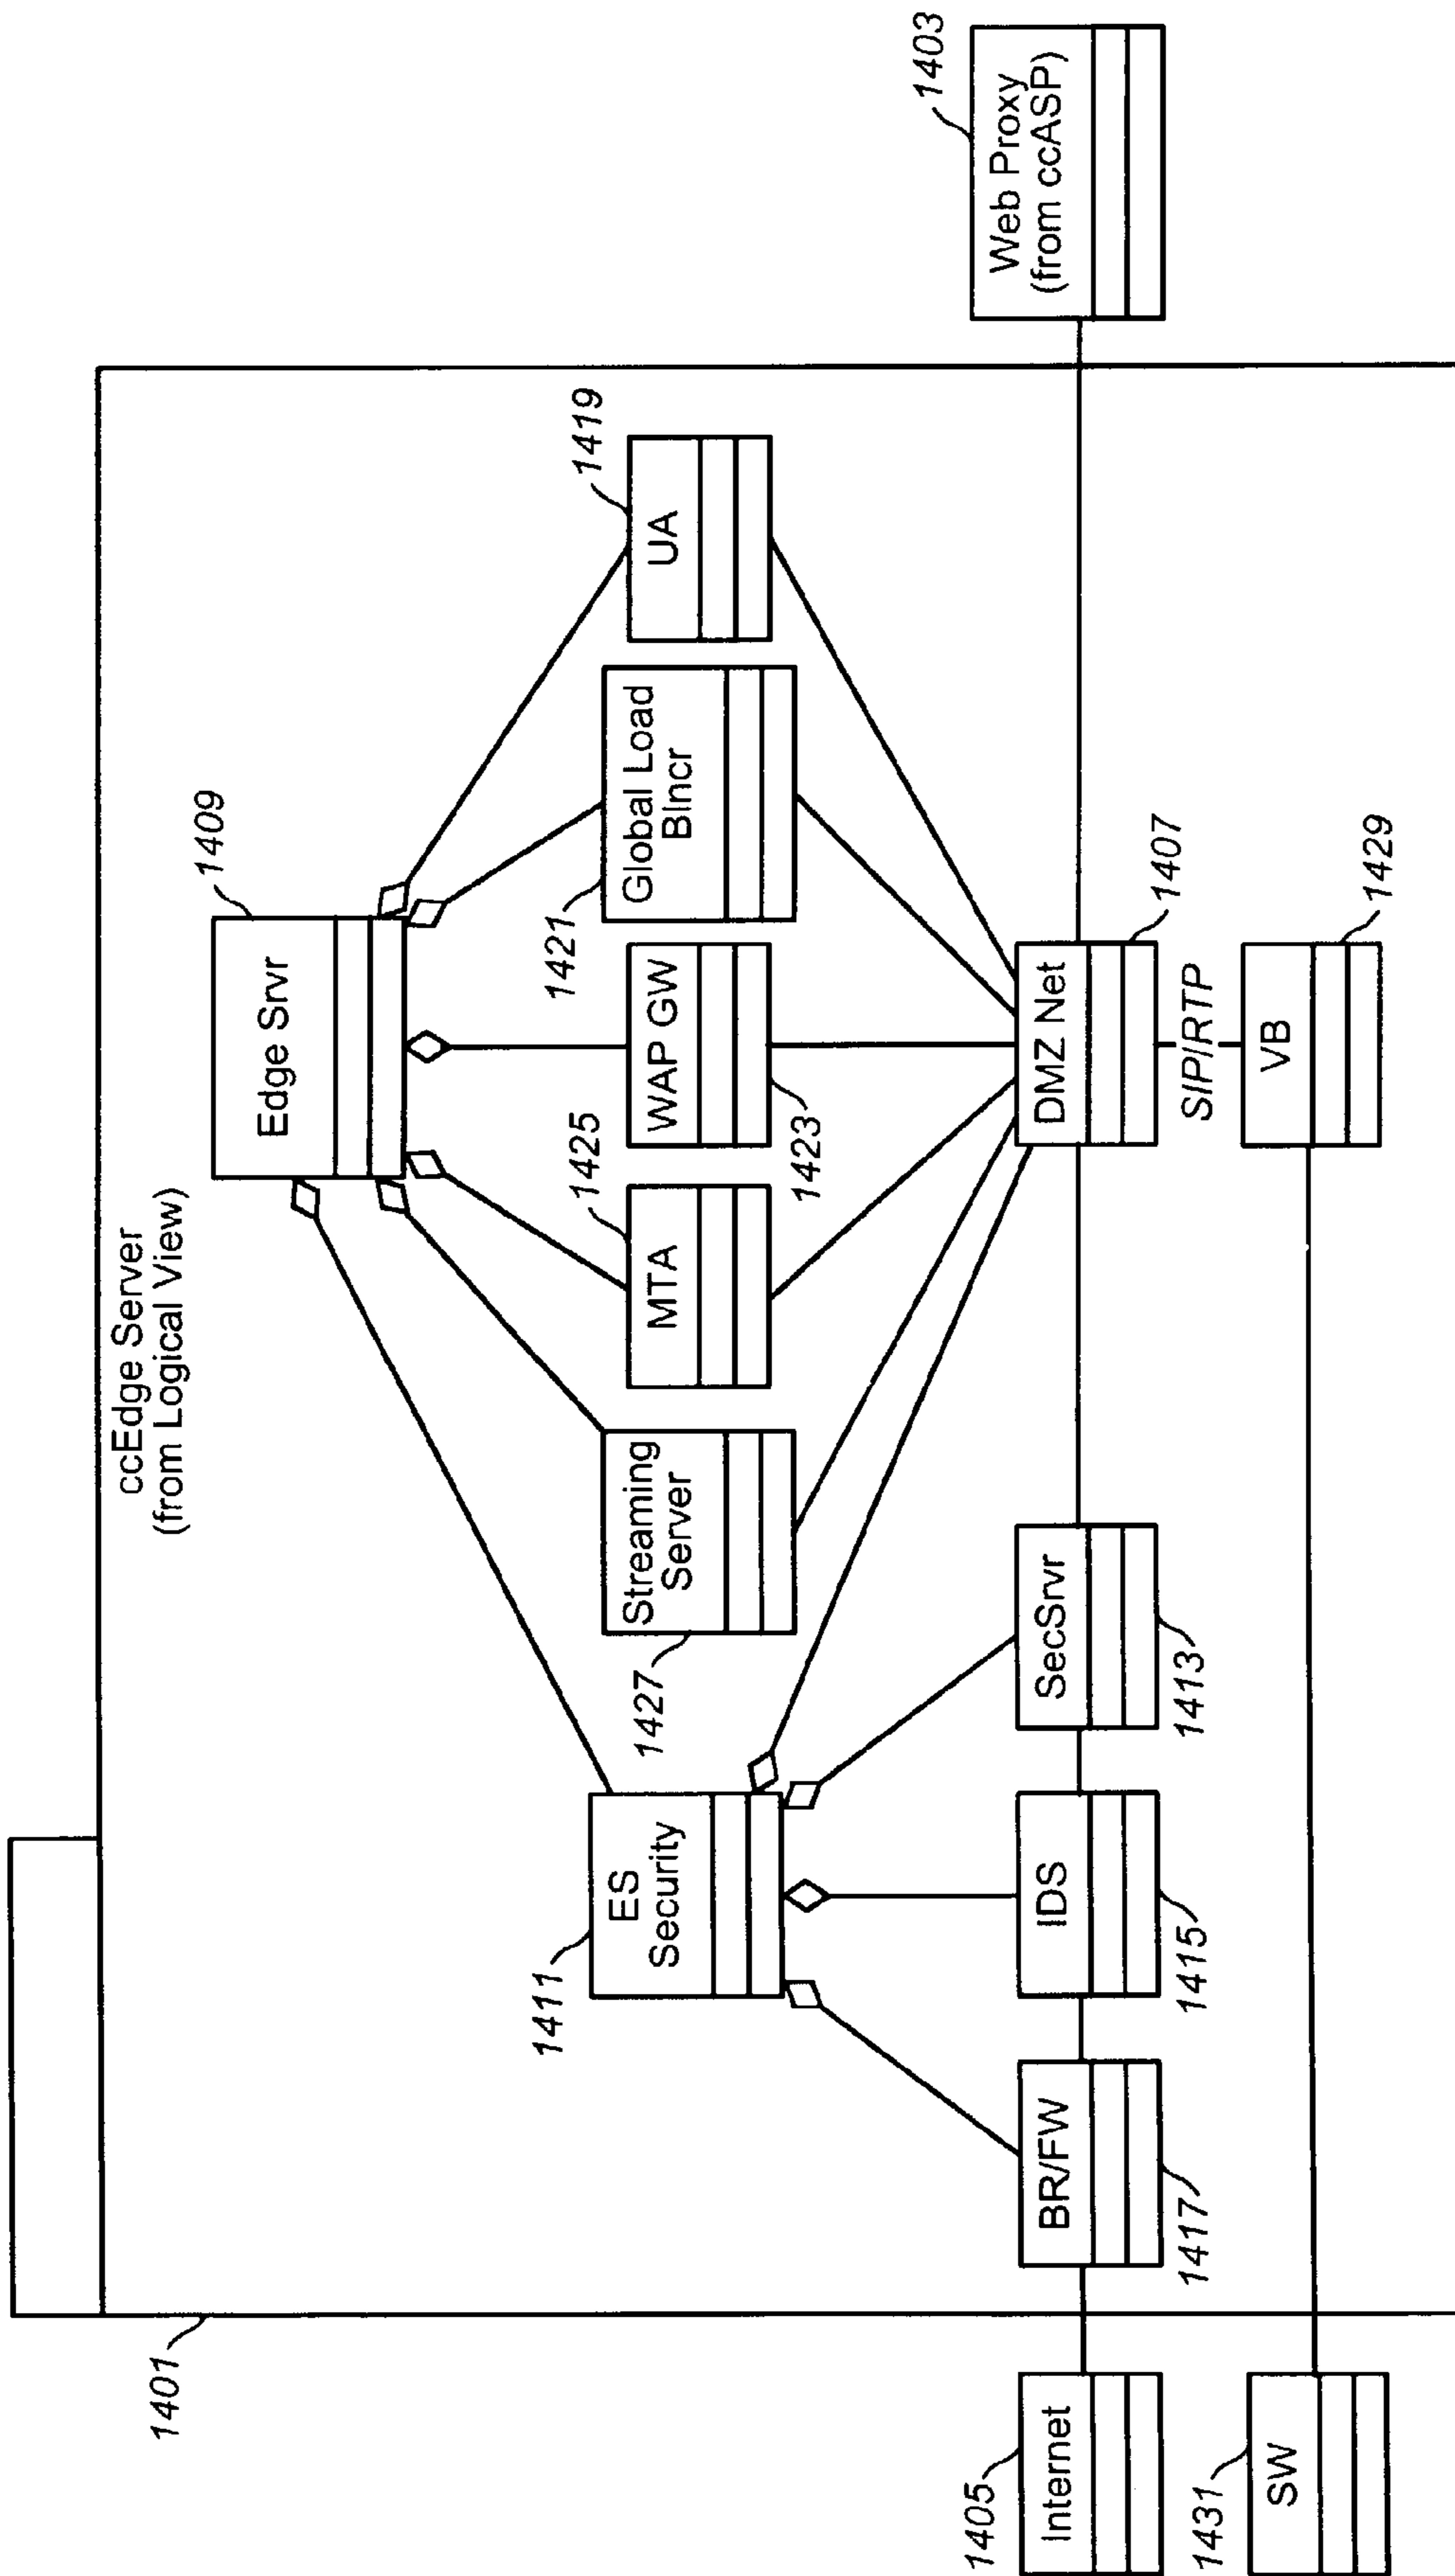 1401
ccEdge Server
(from Logical View)
Edge Srvr
1409
ES
Security
1411
Streaming
Server
1427
MTA
1425
WAP GW
1423
Global Load
Blncr
1421
UA
1419
Internet
1405
BR/FW
1417
IDS
1415
SecSrvr
1413
DMZ Net
1407
Web Proxy
(from ccASP)
1403
SIP/RTP
SW
1431
VB
1429